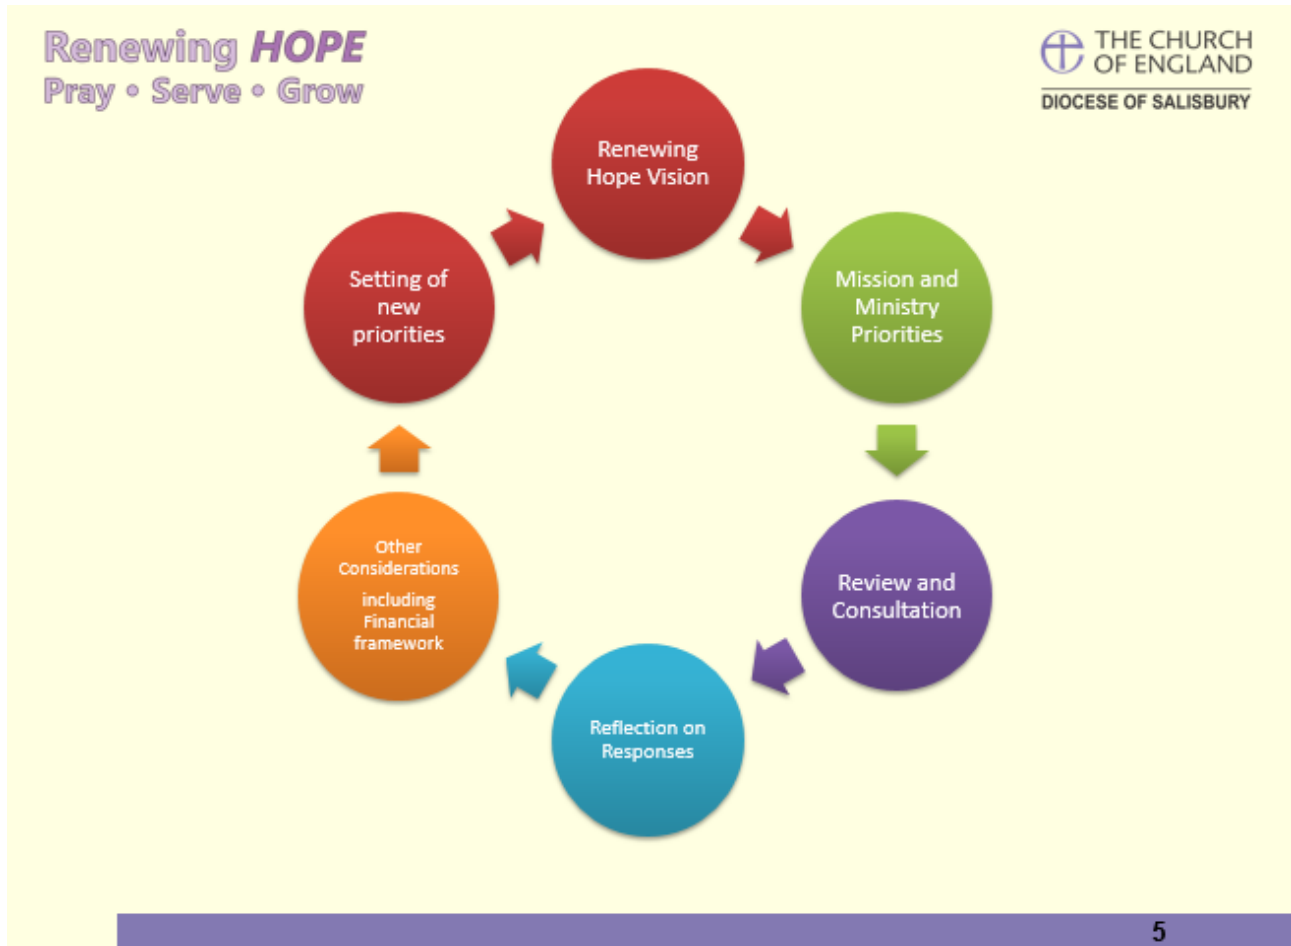 Renewing HOPE
Pray • Serve • Grow
THE CHURCH
OF ENGLAND
DIOCESE OF SALISBURY
Renewing
Hope Vision
Mission and
Ministry
Priorities
Review and
Consultation
Reflection on
Responses
Other
Considerations
including
Financial
framework
Setting of
new
priorities
5